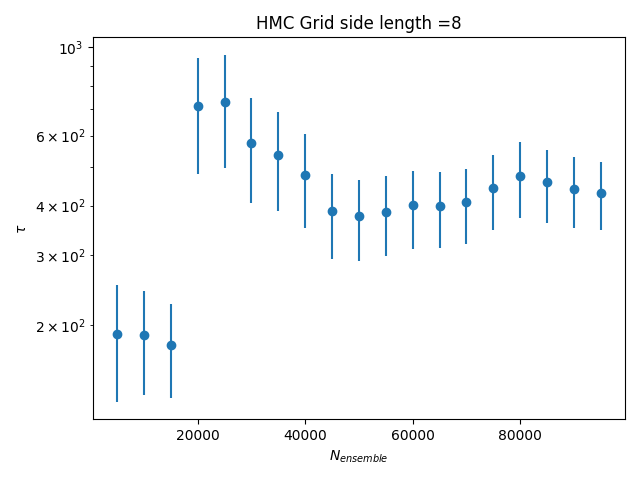 HMC Grid side length =8
10³
6 × 10²
4 × 10²
3 × 10²
2 × 10²
τ
20000 40000 60000 80000
N_ensemble